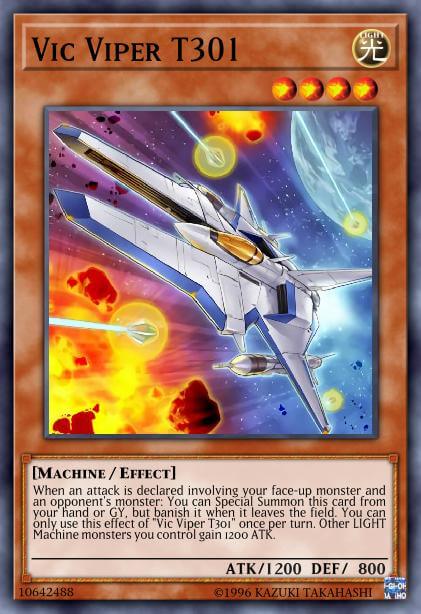 Vic Viper T301
LIGHT
光
[Machine / Effect]
When an attack is declared involving your face-up monster and
an opponent's monster: You can Special Summon this card from
your hand or GY, but banish it when it leaves the field. You can
only use this effect of "Vic Viper T301" once per turn. Other LIGHT
Machine monsters you control gain 1200 ATK.
ATK/1200 DEF/ 800
10642488
©1996 KAZUKI TAKAHASHI